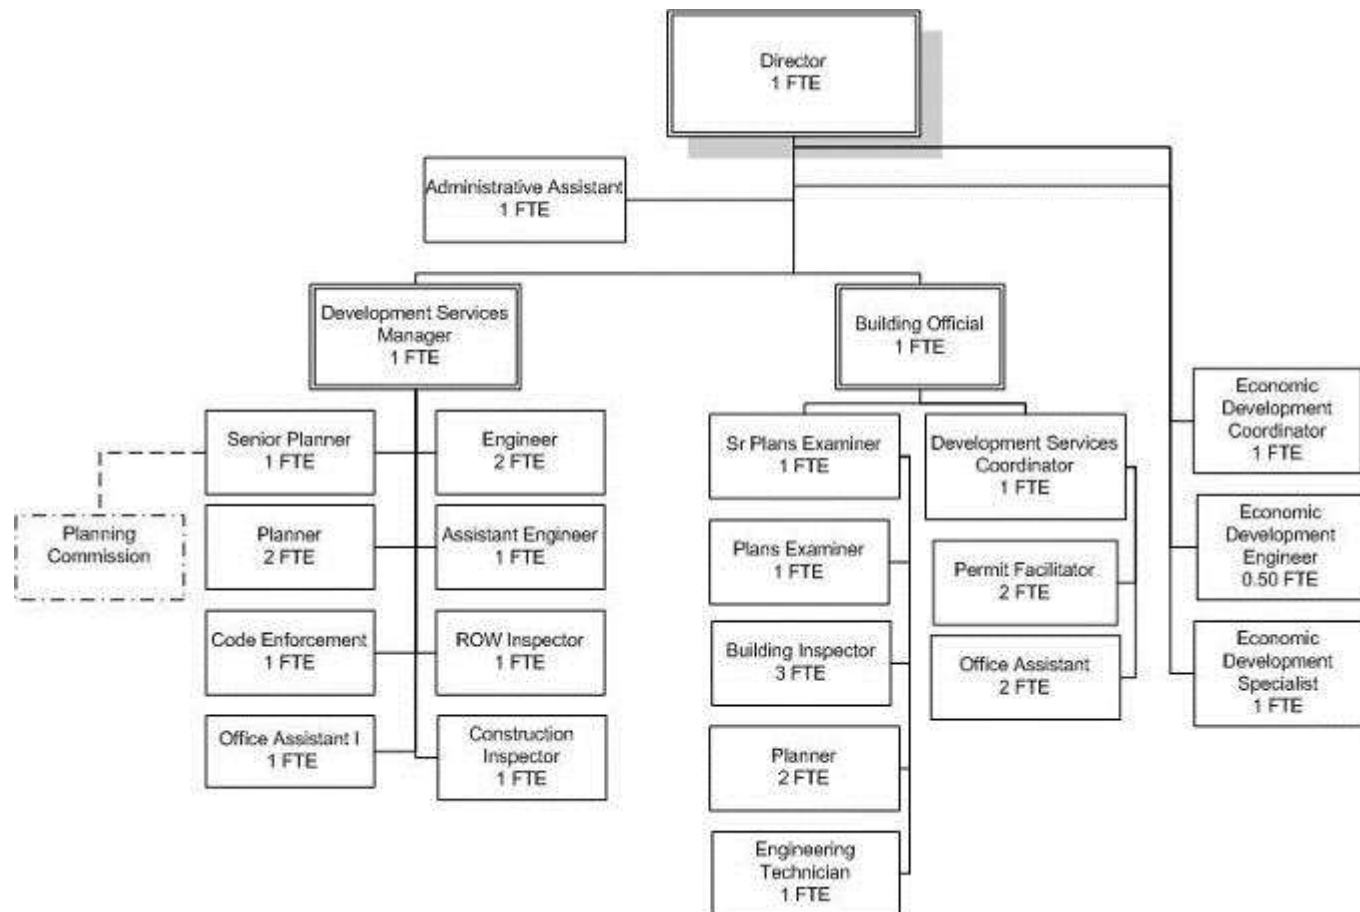 Director
1 FTE
Administrative Assistant
1 FTE
Development Services
Manager
1 FTE
Building Official
1 FTE
Senior Planner
1 FTE
Engineer
2 FTE
Planning
Commission
Planner
2 FTE
Assistant Engineer
1 FTE
Code Enforcement
1 FTE
ROW Inspector
1 FTE
Office Assistant I
1 FTE
Construction
Inspector
1 FTE
Sr Plans Examiner
1 FTE
Plans Examiner
1 FTE
Building Inspector
3 FTE
Planner
2 FTE
Engineering
Technician
1 FTE
Development Services
Coordinator
1 FTE
Permit Facilitator
2 FTE
Office Assistant
2 FTE
Economic
Development
Coordinator
1 FTE
Economic
Development
Engineer
0.50 FTE
Economic
Development
Specialist
1 FTE